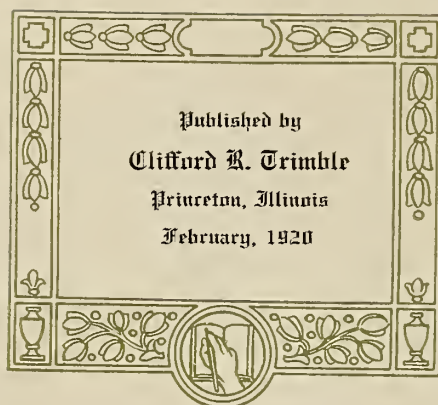 Published by
Clifford R. Trimble
Princeton, Illinois
February, 1920